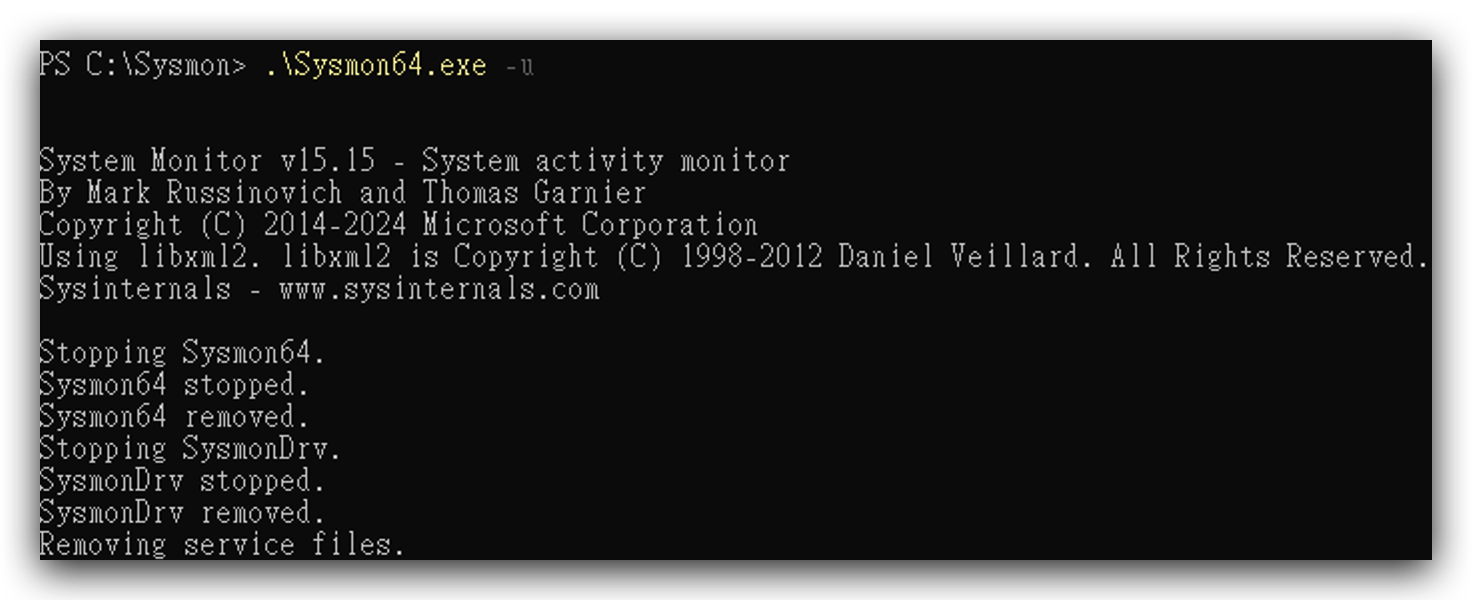 PS C:\Sysmon> .\Sysmon64.exe -u
System Monitor v15.15 - System activity monitor
By Mark Russinovich and Thomas Garnier
Copyright (C) 2014-2024 Microsoft Corporation
Using libxml2. libxml2 is Copyright (C) 1998-2012 Daniel Veillard. All Rights Reserved.
Sysinternals - www.sysinternals.com
Stopping Sysmon64.
Sysmon64 stopped.
Sysmon64 removed.
Stopping SysmonDrv.
SysmonDrv stopped.
SysmonDrv removed.
Removing service files.